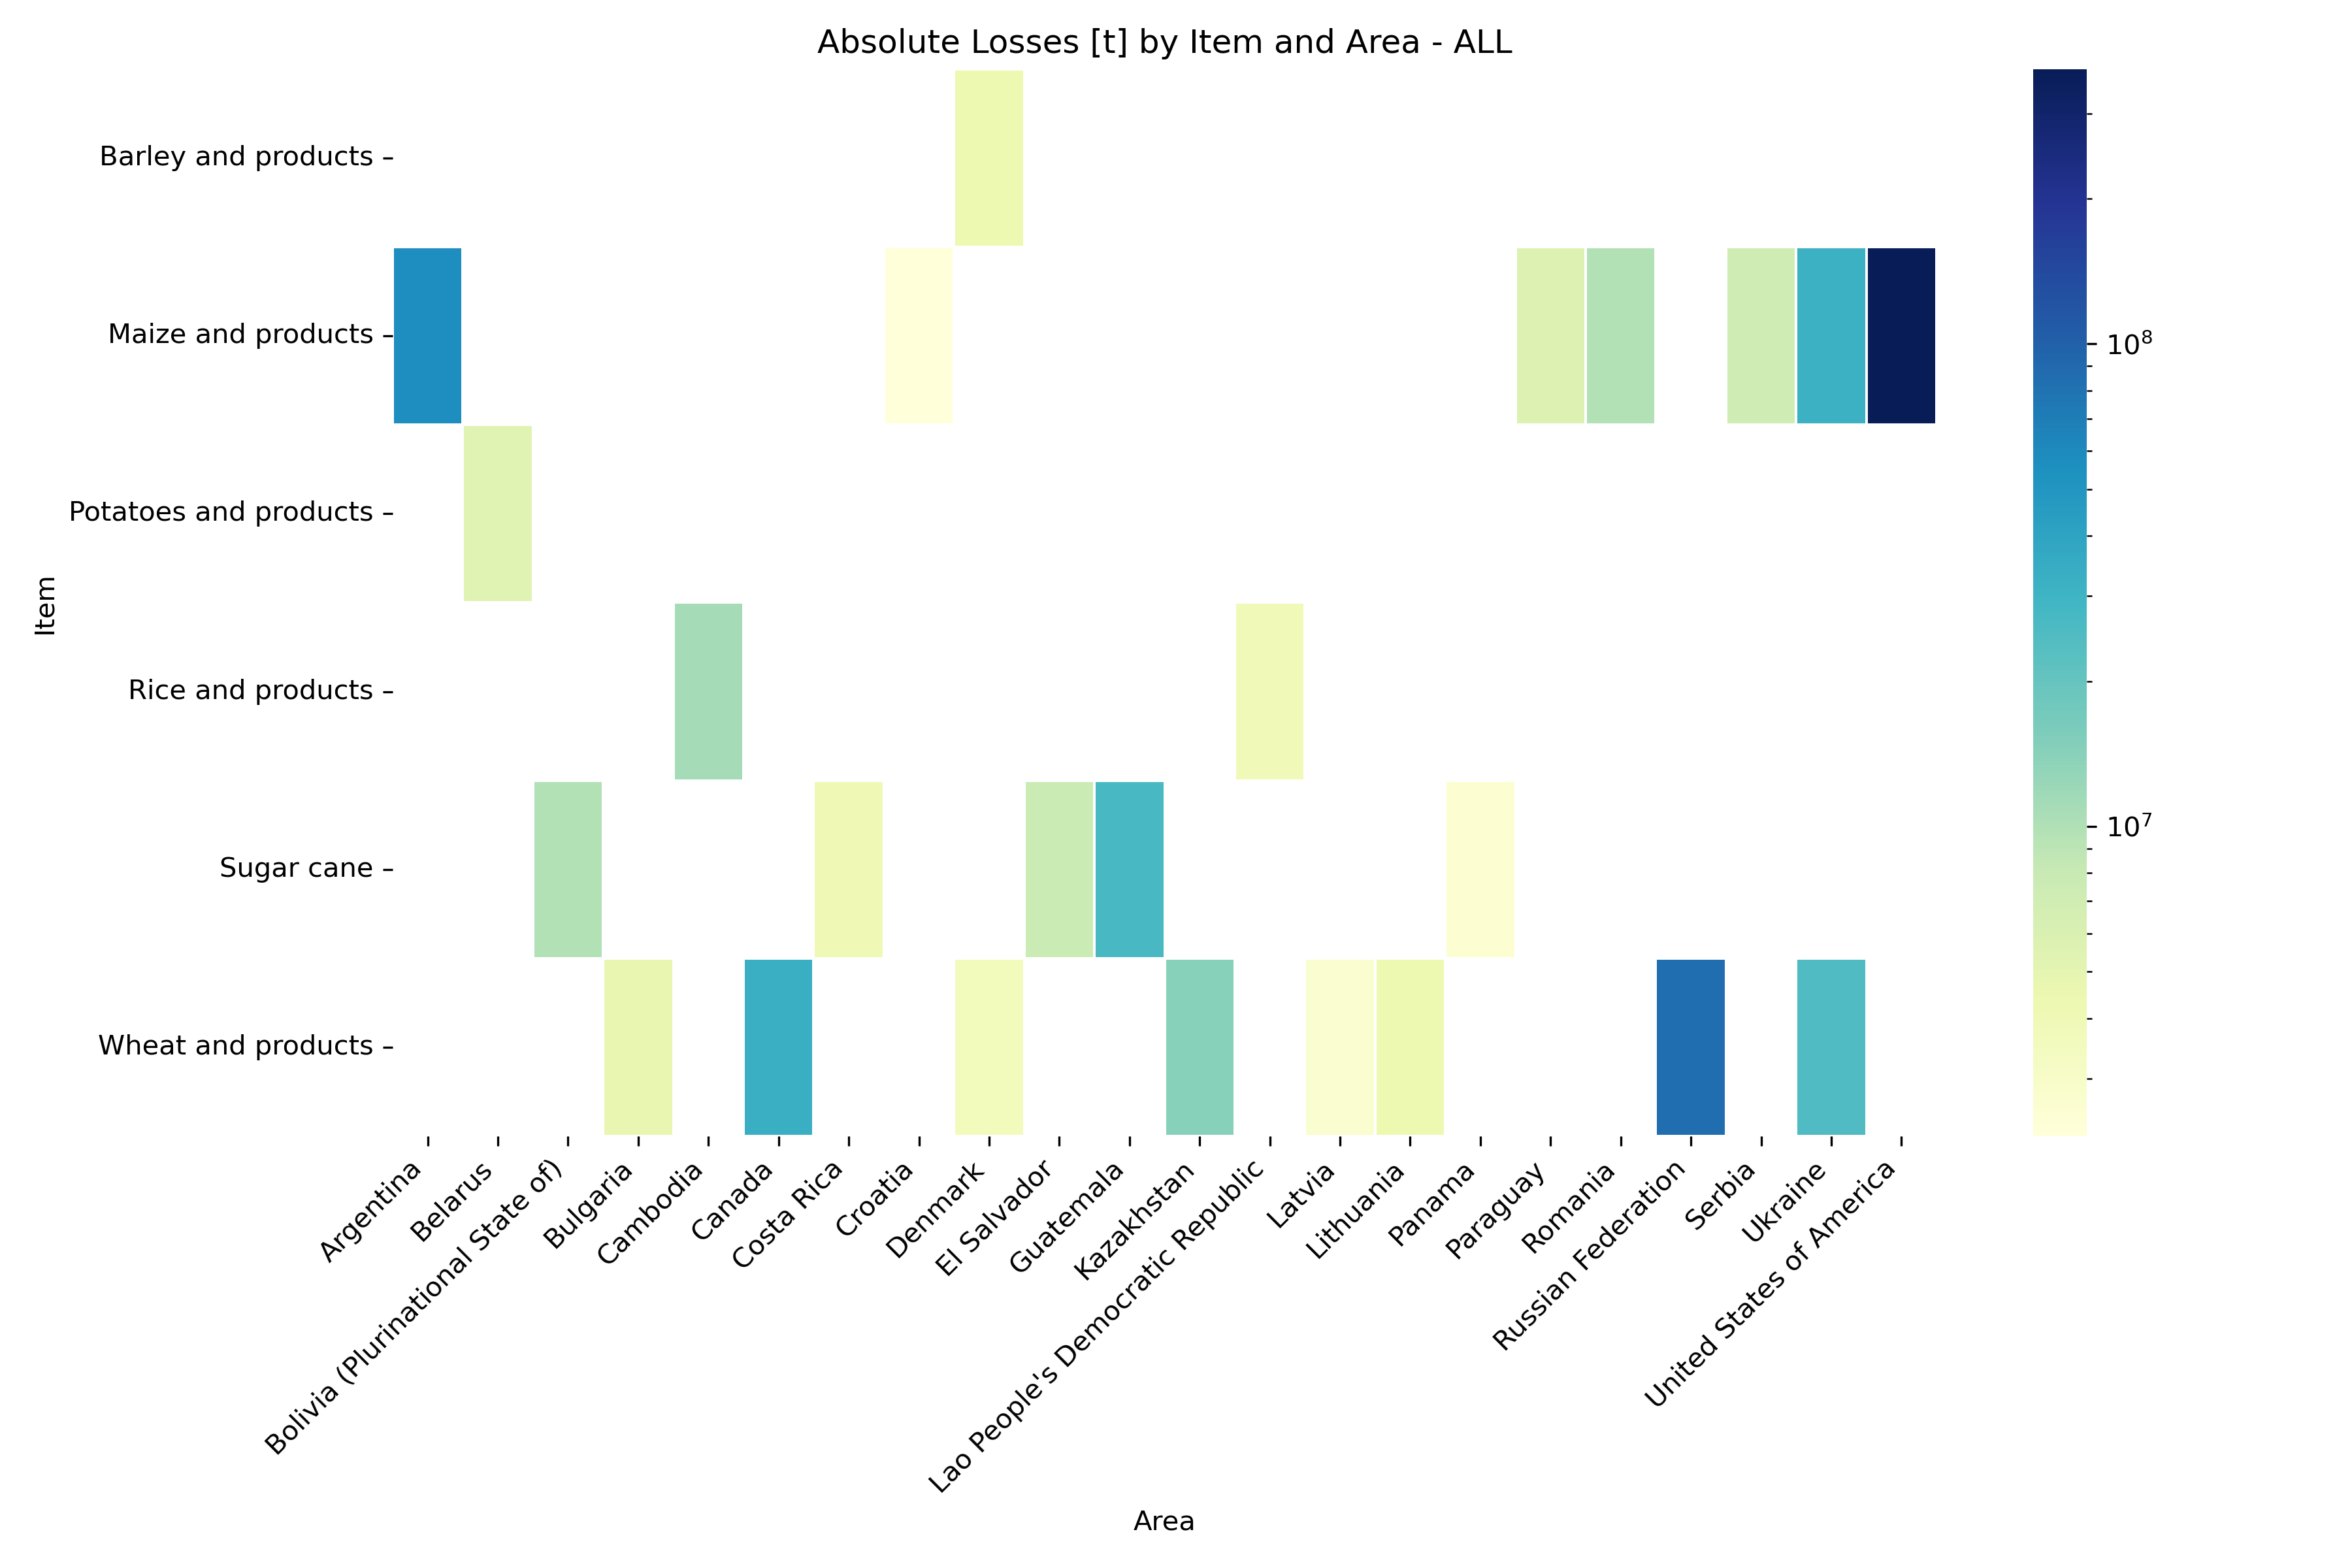 Absolute Losses [t] by Item and Area - ALL
Item
Barley and products
Maize and products
Potatoes and products
Rice and products
Sugar cane
Wheat and products
10⁸
10⁷
Argentina
Belarus
Bolivia (Plurinational State of)
Bulgaria
Cambodia
Canada
Costa Rica
Croatia
Denmark
El Salvador
Guatemala
Kazakhstan
Lao People's Democratic Republic
Latvia
Lithuania
Panama
Paraguay
Romania
Russian Federation
Serbia
Ukraine
United States of America
Area